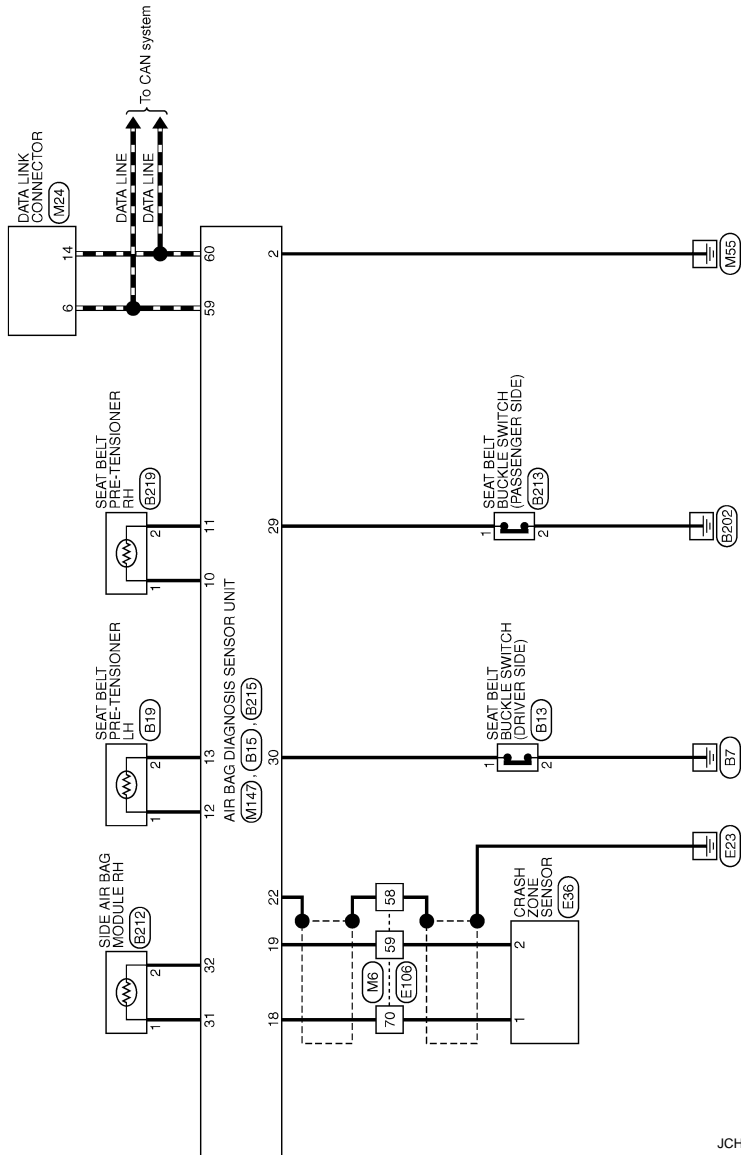 SIDE AIR BAG
MODULE RH
B212
1
2
31
32
SEAT BELT
PRE-TENSIONER
LH
B19
1
2
12
13
SEAT BELT
PRE-TENSIONER
RH
B219
1
2
10
11
DATA LINK
CONNECTOR
M24
6
14
DATA LINE
DATA LINE
To CAN system
59
60
AIR BAG DIAGNOSIS SENSOR UNIT
M147 , B15 , B215
18
19
22
30
29
2
M6
E106
70
59
58
1
2
CRASH
ZONE
SENSOR
E36
E23
SEAT BELT
BUCKLE SWITCH
(DRIVER SIDE)
B13
1
2
B7
SEAT BELT
BUCKLE SWITCH
(PASSENGER SIDE)
B213
1
2
B202
M55
JCH